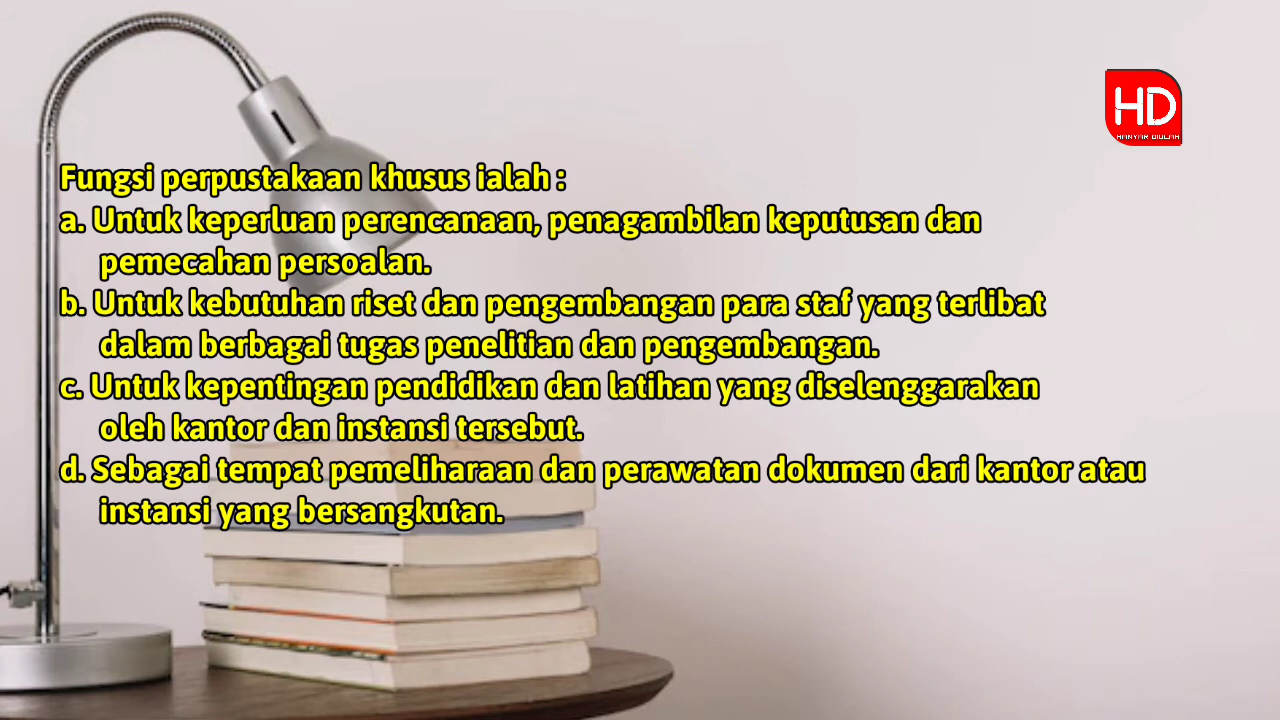 HD
HANYAR DIULAH
Fungsi perpustakaan khusus ialah :
a. Untuk keperluan perencanaan, penagambilan keputusan dan
pemecahan persoalan.
b. Untuk kebutuhan riset dan pengembangan para staf yang terlibat
dalam berbagai tugas penelitian dan pengembangan.
c. Untuk kepentingan pendidikan dan latihan yang diselenggarakan
oleh kantor dan instansi tersebut.
d. Sebagai tempat pemeliharaan dan perawatan dokumen dari kantor atau
instansi yang bersangkutan.